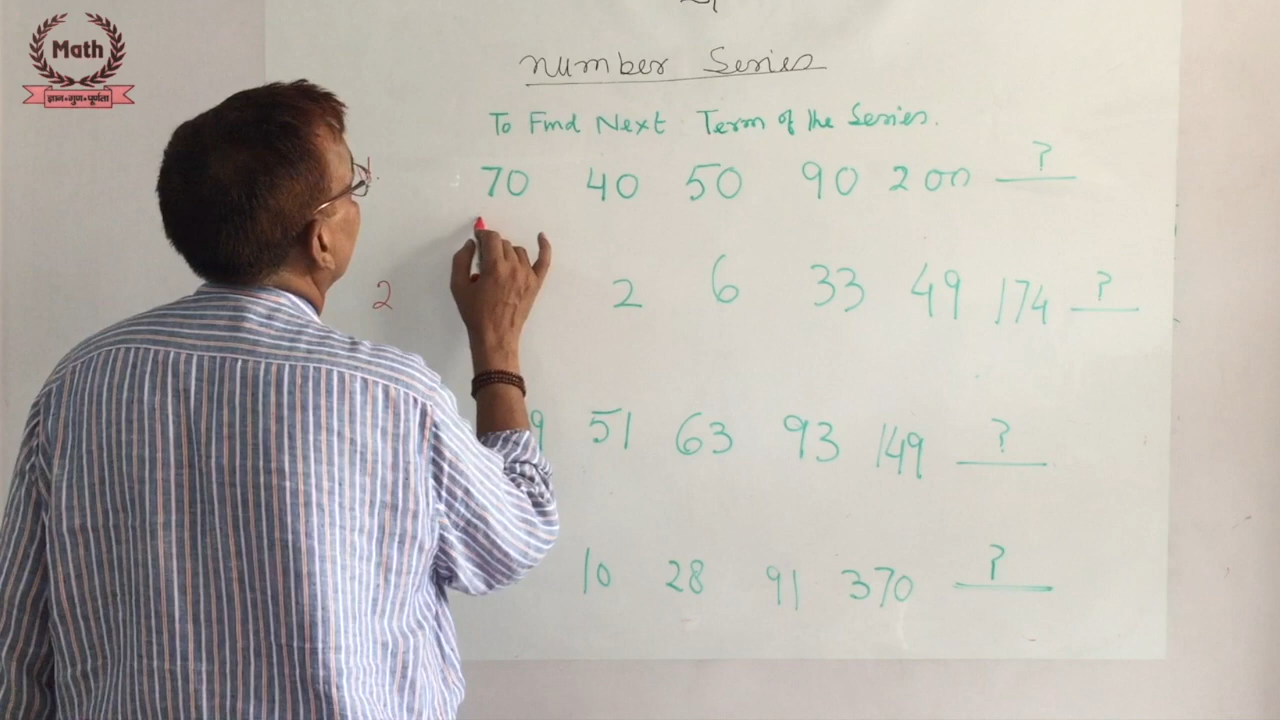 Math
ज्ञान•गुण•पूर्णता
Number Series
To Find Next Term of the Series.
70 40 50 90 200 ?
2 2 6 33 49 174 ?
9 51 63 93 149 ?
10 28 91 370 ?